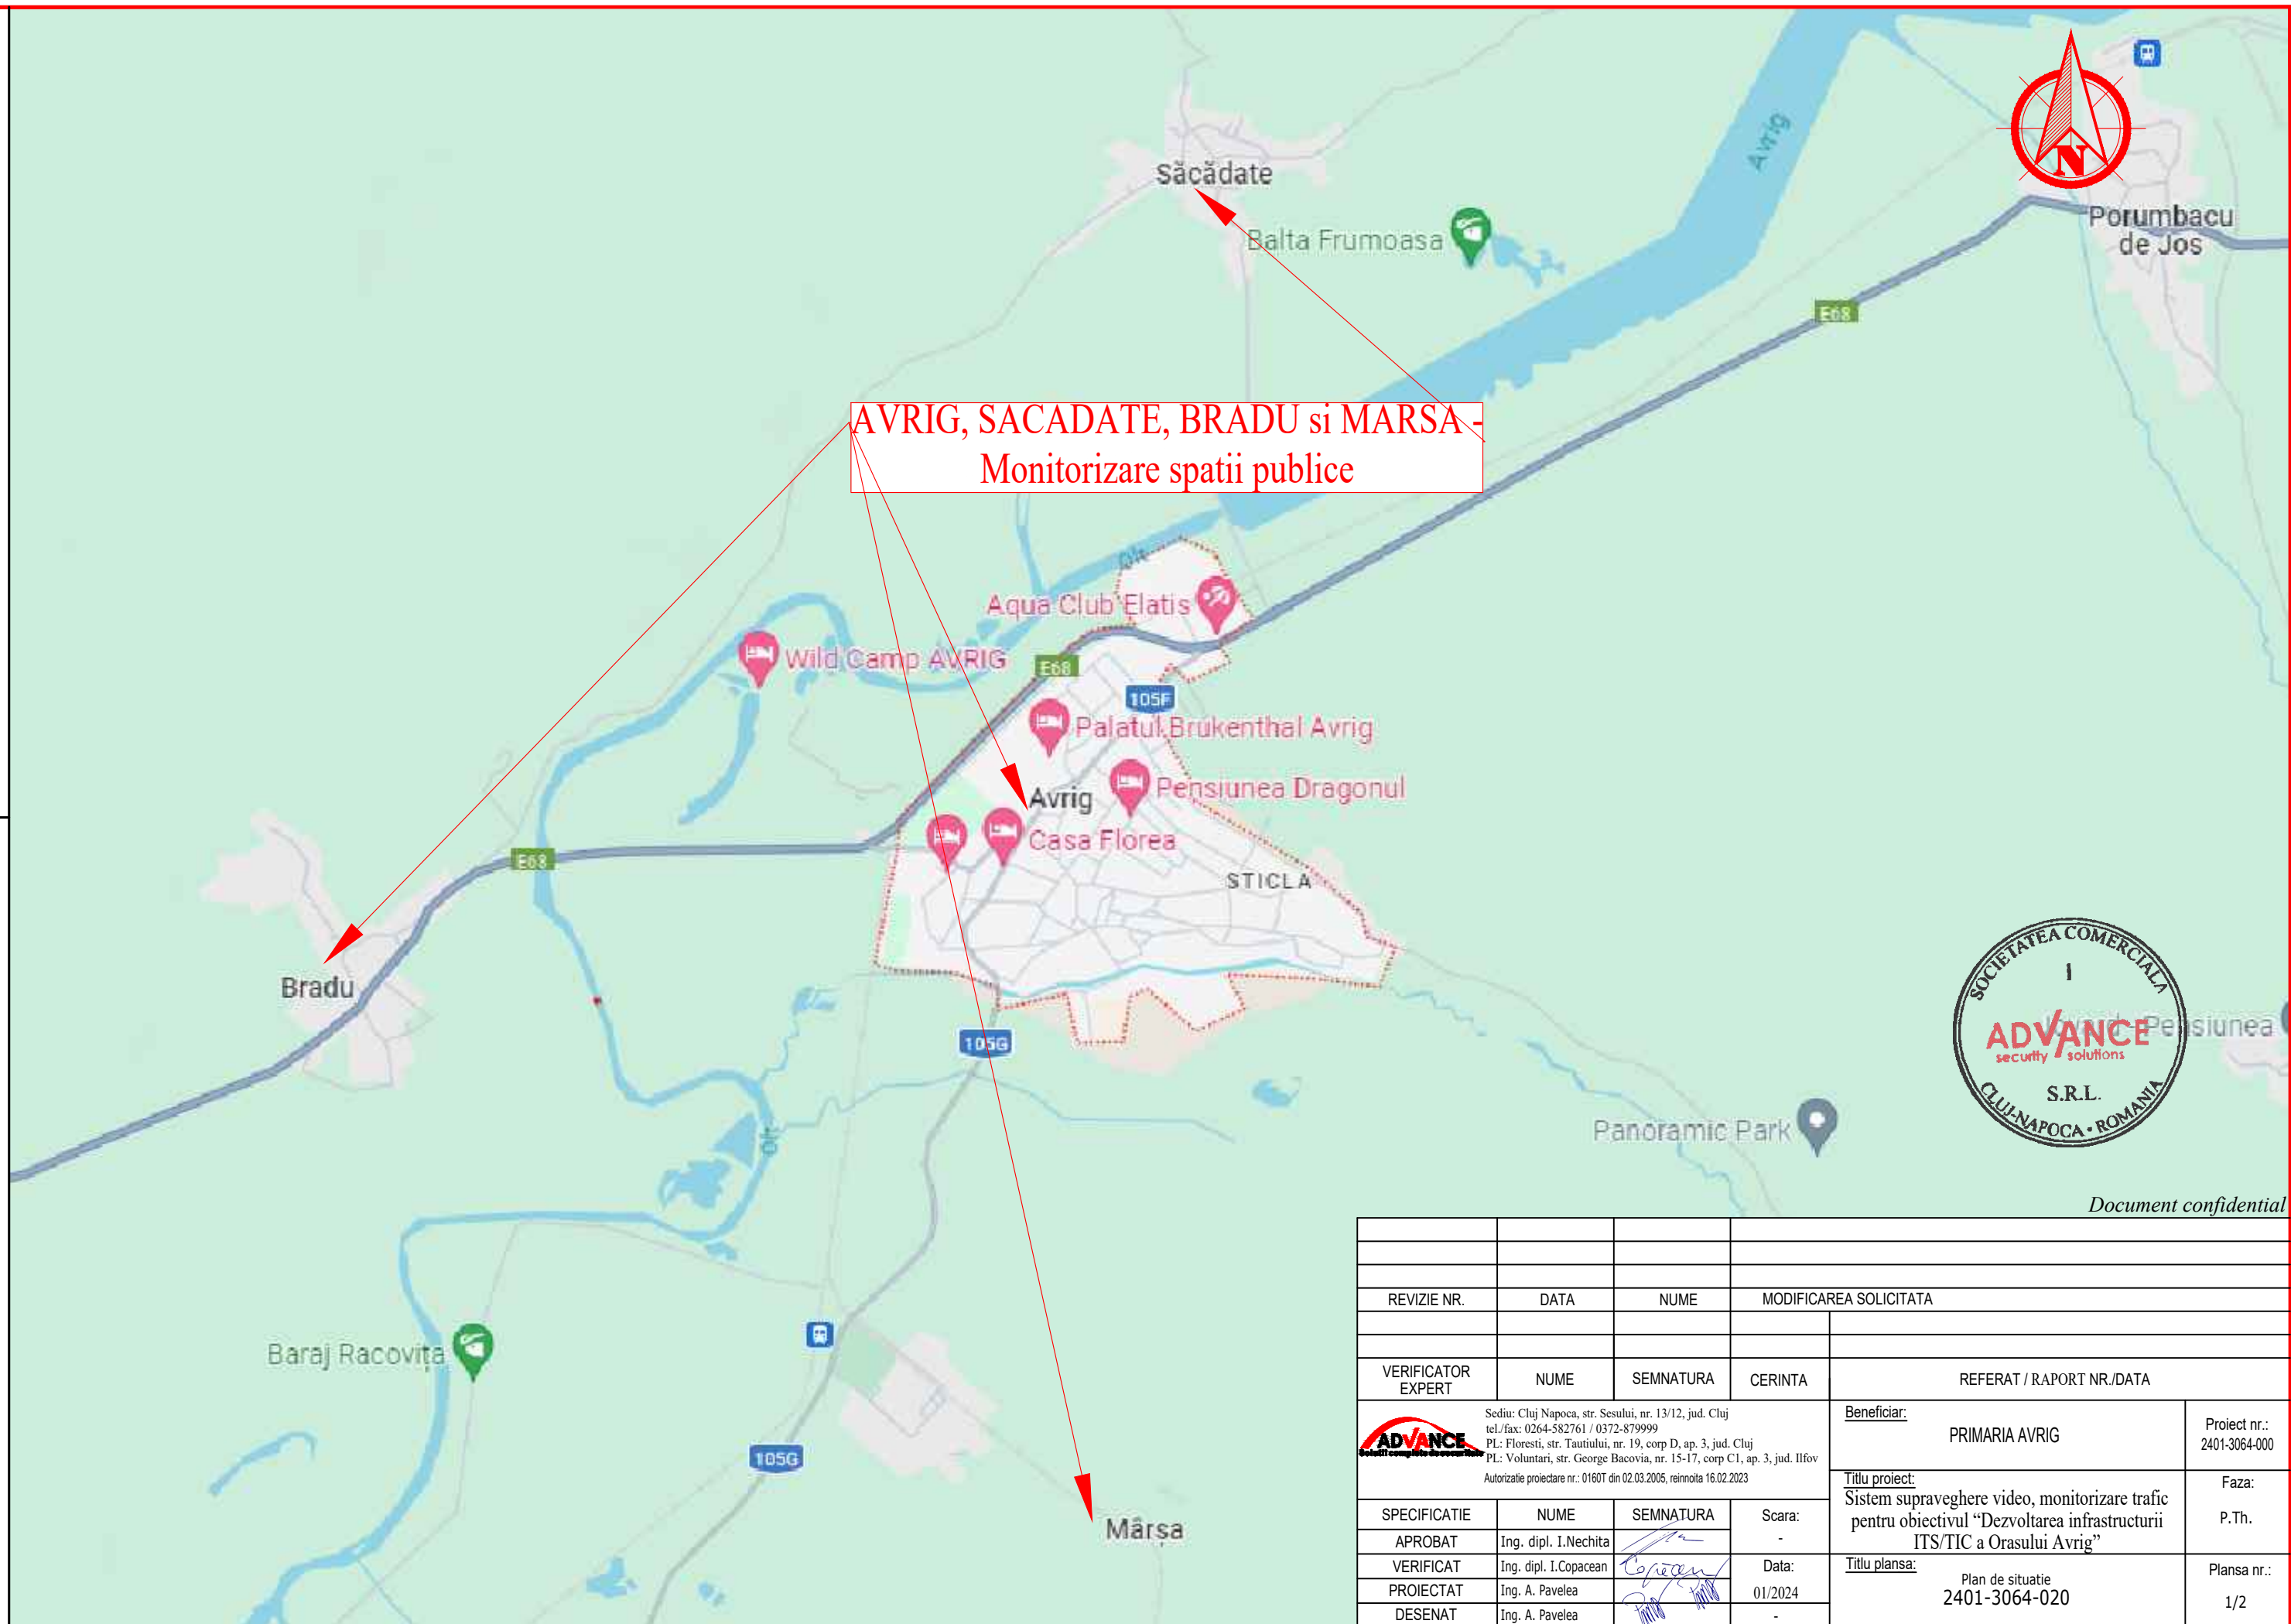 Săcădate
Balta Frumoasa
Avrig
N
Porumbacu
de Jos
E68
AVRIG, SACADATE, BRADU si MARSA -
Monitorizare spatii publice
Olt
Aqua Club Elatis
Wild Camp AVRIG
E68
105F
Palatul Brukenthal Avrig
Pensiunea Dragonul
Avrig
Casa Florea
E68
STICLA
Bradu
105G
SOCIETATEA COMERCIALA
1
ADVANCE
security solutions
S.R.L.
CLUJ-NAPOCA • ROMANIA
Pensiunea
Panoramic Park
Olt
Document confidential
Baraj Racovița
105G
Mârșa
REVIZIE NR. DATA NUME MODIFICAREA SOLICITATA
VERIFICATOR
EXPERT NUME SEMNATURA CERINTA REFERAT / RAPORT NR./DATA
ADVANCE
Solutii complete de securitate
Sediu: Cluj Napoca, str. Sesului, nr. 13/12, jud. Cluj
tel./fax: 0264-582761 / 0372-879999
PL: Floresti, str. Tautiului, nr. 19, corp D, ap. 3, jud. Cluj
PL: Voluntari, str. George Bacovia, nr. 15-17, corp C1, ap. 3, jud. Ilfov
Autorizatie proiectare nr.: 0160T din 02.03.2005, reinnoita 16.02.2023
Beneficiar:
PRIMARIA AVRIG
Proiect nr.:
2401-3064-000
Titlu proiect:
Sistem supraveghere video, monitorizare trafic
pentru obiectivul “Dezvoltarea infrastructurii
ITS/TIC a Orasului Avrig”
Faza:
P.Th.
SPECIFICATIE NUME SEMNATURA Scara:
APROBAT Ing. dipl. I.Nechita -
VERIFICAT Ing. dipl. I.Copacean Data:
PROIECTAT Ing. A. Pavelea 01/2024
DESENAT Ing. A. Pavelea -
Titlu plansa:
Plan de situatie
2401-3064-020
Plansa nr.:
1/2